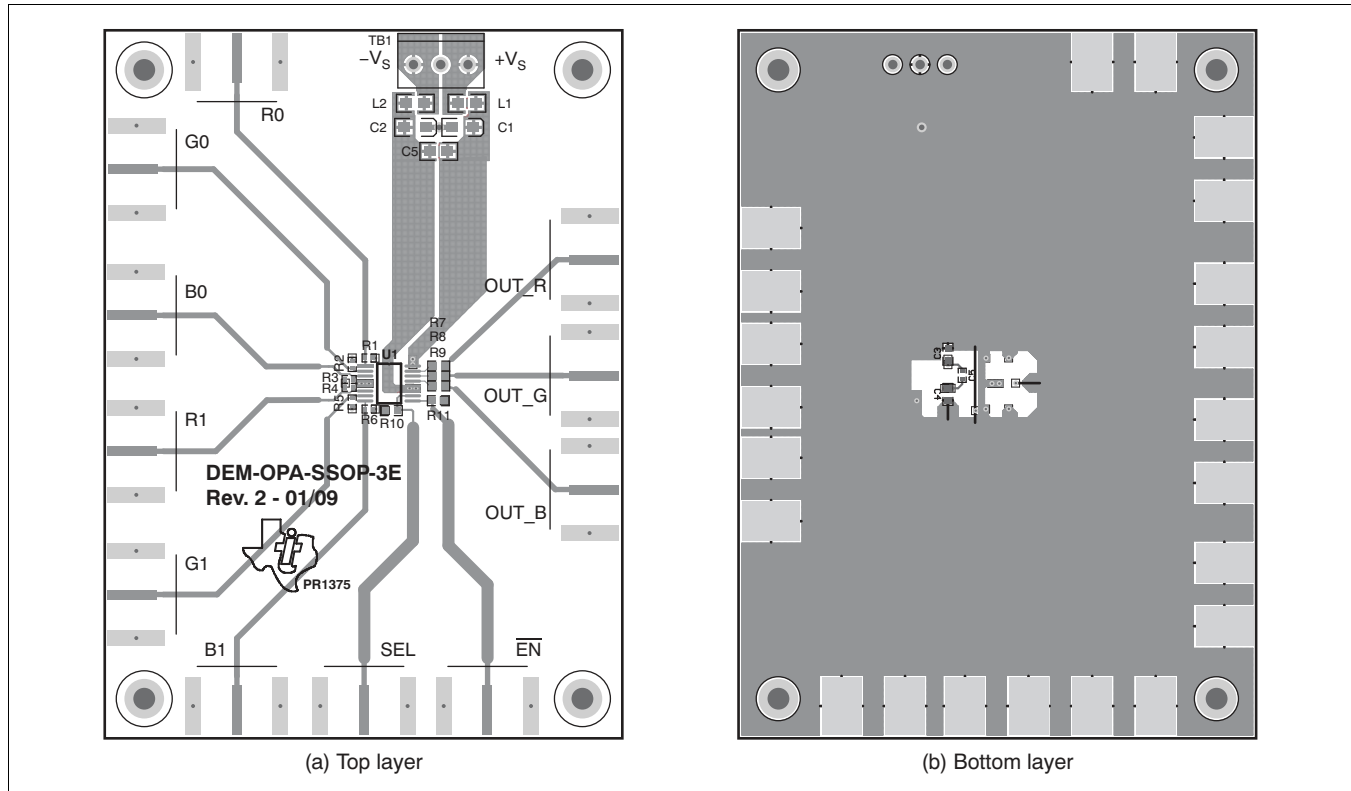 TB1
−VS +VS
L2 L1
C2 C1
C5
R0
G0
B0
R1
G1
B1
SEL
EN
OUT_R
OUT_G
OUT_B
R7
R8
R1 U1 R9
R2
R3
R4
R5
R6 R10 R11
DEM-OPA-SSOP-3E
Rev. 2 - 01/09
PR1375
(a) Top layer
C3
C4
(b) Bottom layer